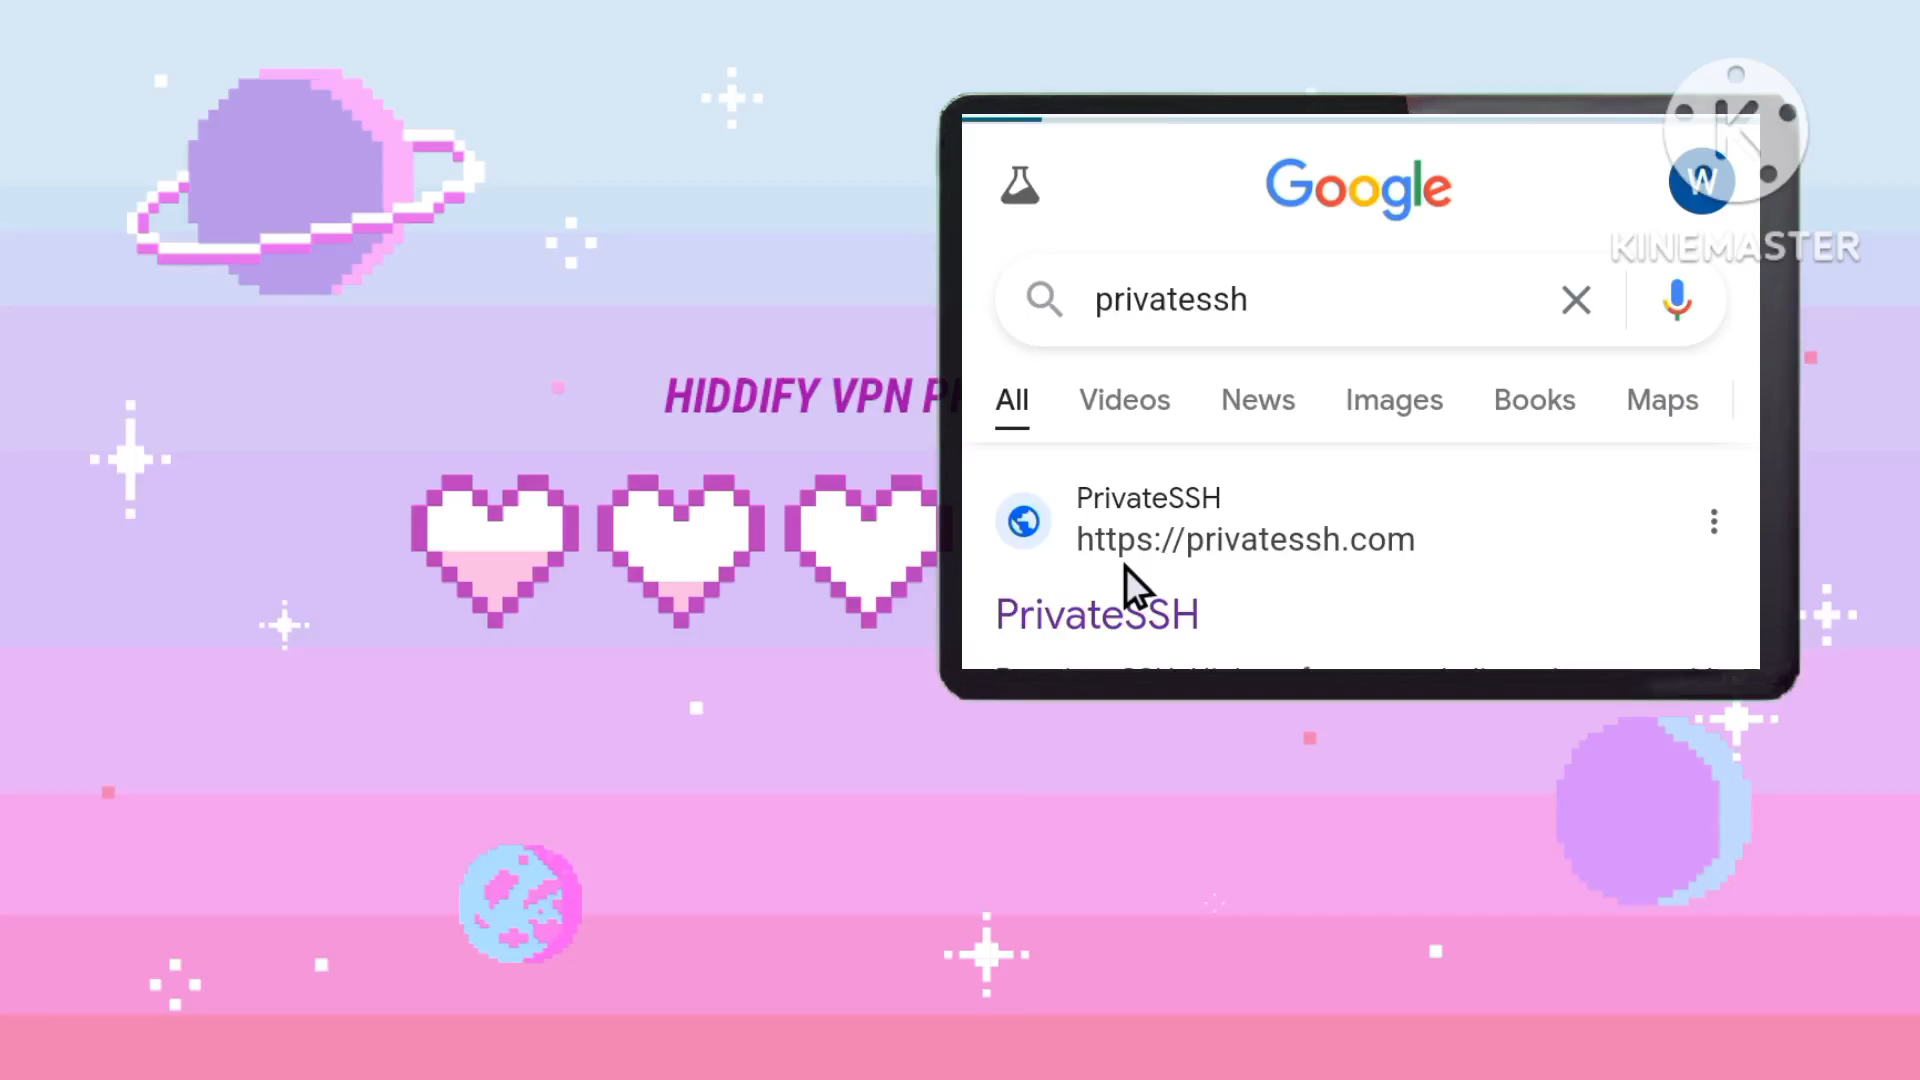 Google
W
KINEMASTER
privatessh
All Videos News Images Books Maps
HIDDIFY VPN
PrivateSSH
https://privatessh.com
PrivateSSH